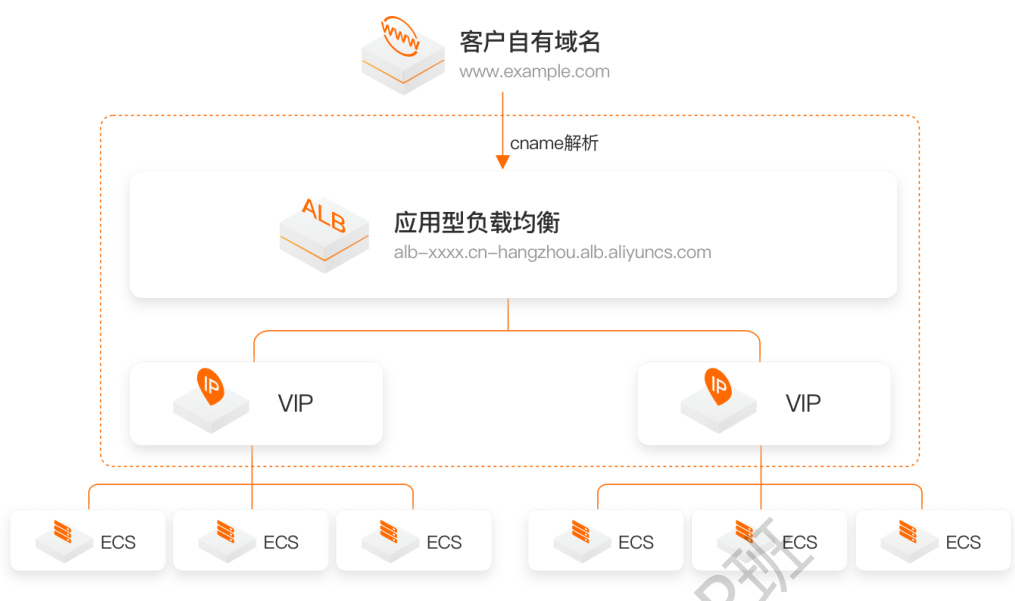 WWW
客户自有域名
www.example.com
cname解析
ALB
应用型负载均衡
alb-xxxx.cn-hangzhou.alb.aliyuncs.com
IP
VIP
IP
VIP
ECS
ECS
ECS
ECS
ECS
ECS
P班